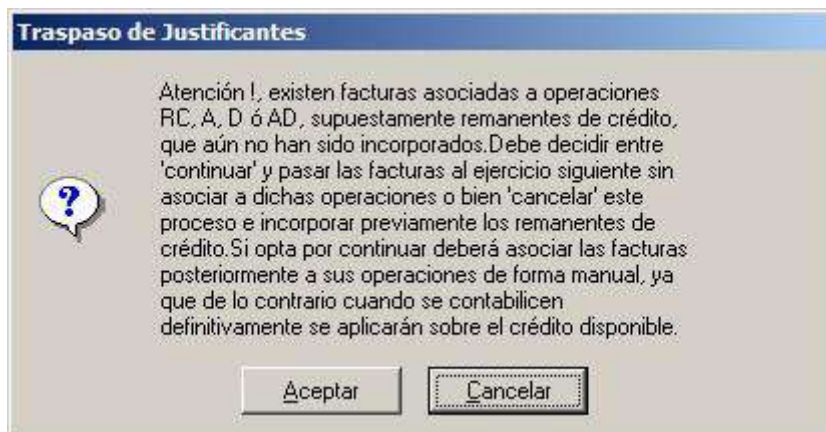 Traspaso de Justificantes
Atención !, existen facturas asociadas a operaciones
RC, A, D ó AD, supuestamente remanentes de crédito,
que aún no han sido incorporados.Debe decidir entre
'continuar' y pasar las facturas al ejercicio siguiente sin
asociar a dichas operaciones o bien 'cancelar' este
proceso e incorporar previamente los remanentes de
crédito.Si opta por continuar deberá asociar las facturas
posteriormente a sus operaciones de forma manual, ya
que de lo contrario cuando se contabilicen
definitivamente se aplicarán sobre el crédito disponible.
Aceptar
Cancelar